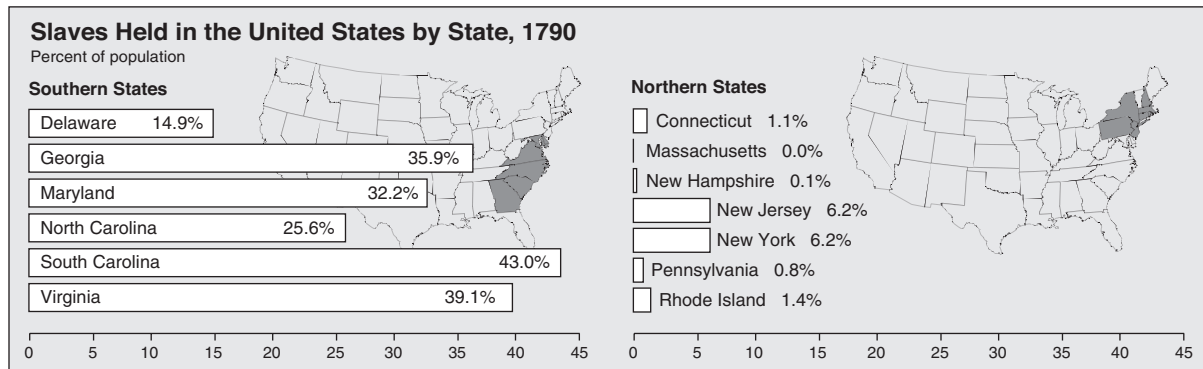 Slaves Held in the United States by State, 1790
Percent of population
Southern States
Delaware 14.9%
Georgia 35.9%
Maryland 32.2%
North Carolina 25.6%
South Carolina 43.0%
Virginia 39.1%
0 5 10 15 20 25 30 35 40 45
Northern States
Connecticut 1.1%
Massachusetts 0.0%
New Hampshire 0.1%
New Jersey 6.2%
New York 6.2%
Pennsylvania 0.8%
Rhode Island 1.4%
0 5 10 15 20 25 30 35 40 45